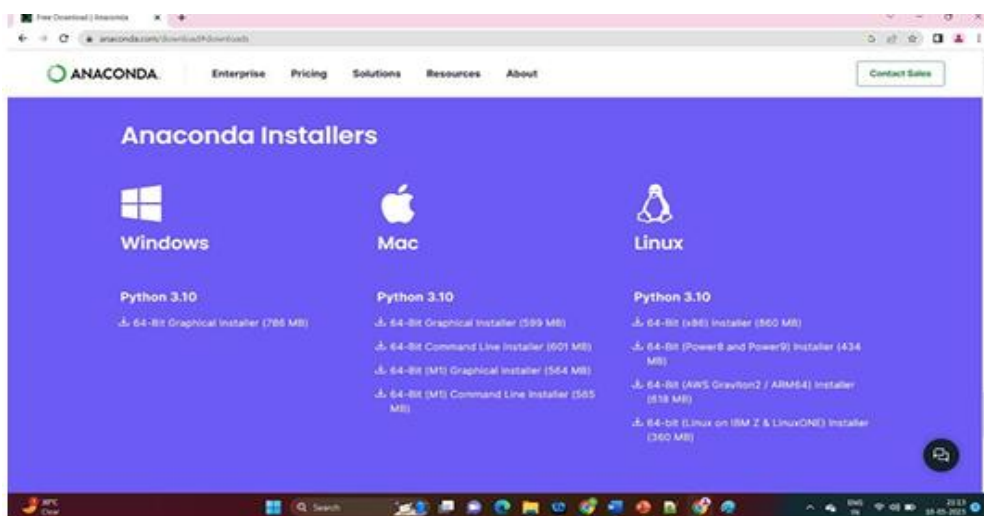 Free Download | Anaconda
anaconda.com/download#downloads
ANACONDA. Enterprise Pricing Solutions Resources About Contact Sales
Anaconda Installers
Windows Mac Linux
Python 3.10 Python 3.10 Python 3.10
64-Bit Graphical Installer (786 MB) 64-Bit Graphical Installer (599 MB) 64-Bit (x86) Installer (860 MB)
64-Bit Command Line Installer (601 MB) 64-Bit (Power8 and Power9) Installer (434
MB)
64-Bit (M1) Graphical Installer (564 MB)
64-Bit (AWS Graviton2 / ARM64) Installer
(618 MB)
64-Bit (M1) Command Line Installer (565
MB)
64-bit (Linux on IBM Z & LinuxONE) Installer
(360 MB)
Clear Search ENG
IN 21:13